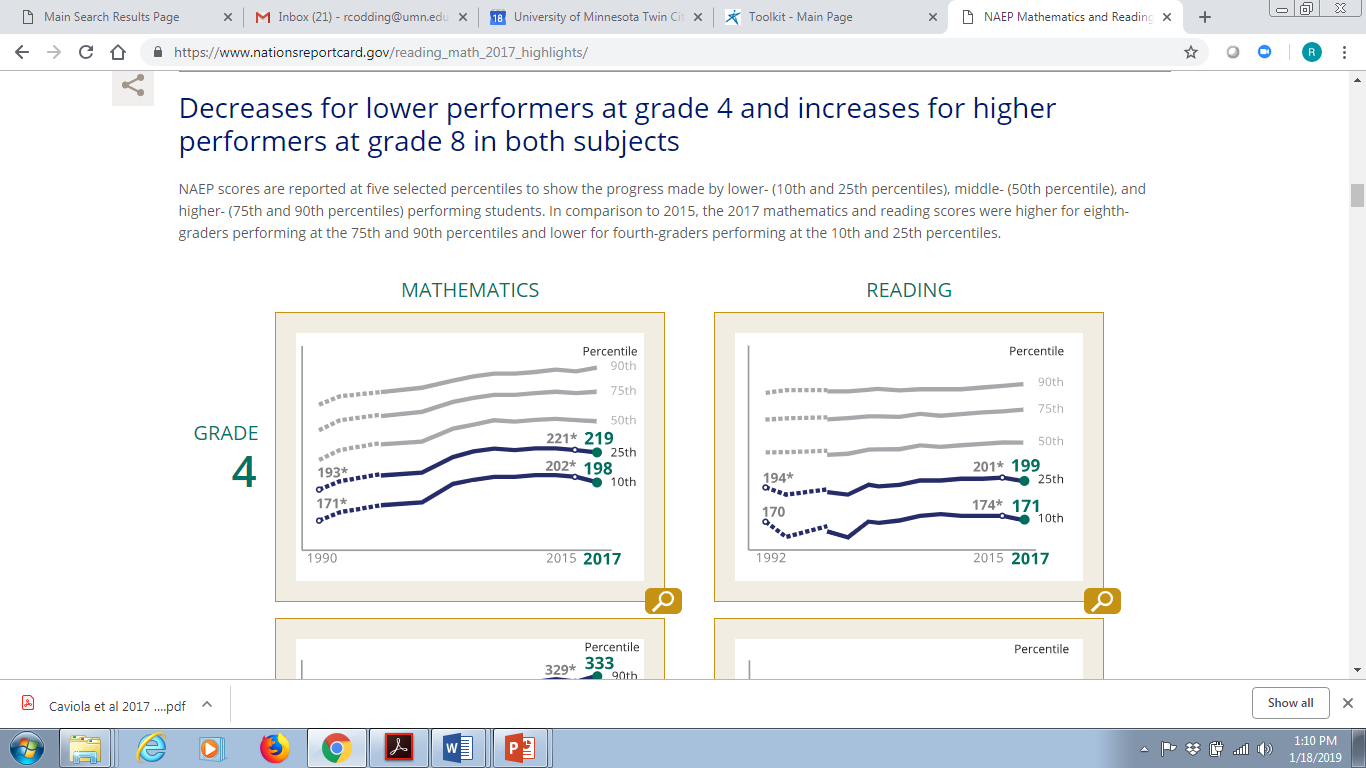 Main Search Results Page
Inbox (21) - rcodding@umn.edu
University of Minnesota Twin Cit
Toolkit - Main Page
NAEP Mathematics and Reading
https://www.nationsreportcard.gov/reading_math_2017_highlights/
R
Decreases for lower performers at grade 4 and increases for higher
performers at grade 8 in both subjects
NAEP scores are reported at five selected percentiles to show the progress made by lower- (10th and 25th percentiles), middle- (50th percentile), and
higher- (75th and 90th percentiles) performing students. In comparison to 2015, the 2017 mathematics and reading scores were higher for eighth-
graders performing at the 75th and 90th percentiles and lower for fourth-graders performing at the 10th and 25th percentiles.
MATHEMATICS
READING
GRADE
4
Percentile
90th
75th
50th
221* 219
25th
193*
202* 198
10th
171*
1990 2015 2017
Percentile
90th
75th
50th
201* 199
25th
194*
174* 171
10th
170
1992 2015 2017
Percentile
329* 333
90th
Percentile
Caviola et al 2017 ....pdf
Show all
1:10 PM
1/18/2019